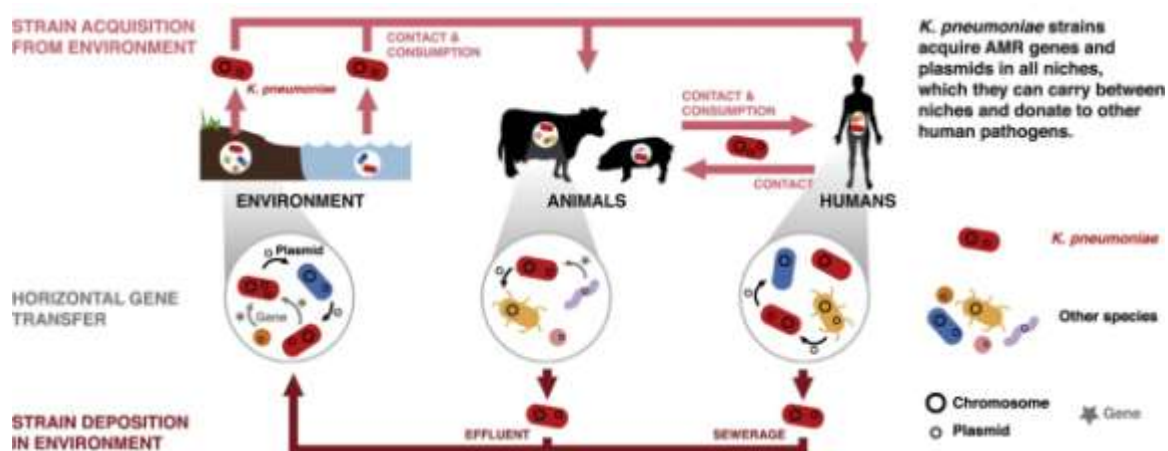 STRAIN ACQUISITION
FROM ENVIRONMENT
CONTACT &
CONSUMPTION
K. pneumoniae
K. pneumoniae strains
acquire AMR genes and
plasmids in all niches,
which they can carry between
niches and donate to other
human pathogens.
CONTACT &
CONSUMPTION
CONTACT
ENVIRONMENT
ANIMALS
HUMANS
Plasmid
Gene
HORIZONTAL GENE
TRANSFER
K. pneumoniae
Other species
Chromosome
Gene
Plasmid
STRAIN DEPOSITION
IN ENVIRONMENT
EFFLUENT
SEWERAGE